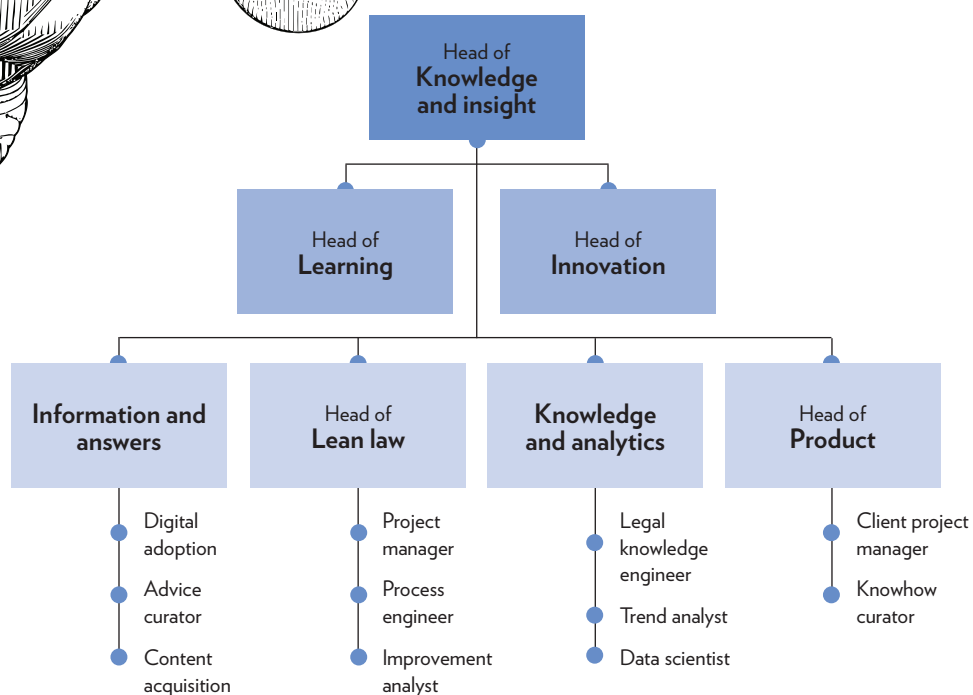 Head of
Knowledge
and insight
Head of
Learning
Head of
Innovation
Information and
answers
Head of
Lean law
Knowledge
and analytics
Head of
Product
Digital
adoption
Advice
curator
Content
acquisition
Project
manager
Process
engineer
Improvement
analyst
Legal
knowledge
engineer
Trend analyst
Data scientist
Client project
manager
Knowhow
curator